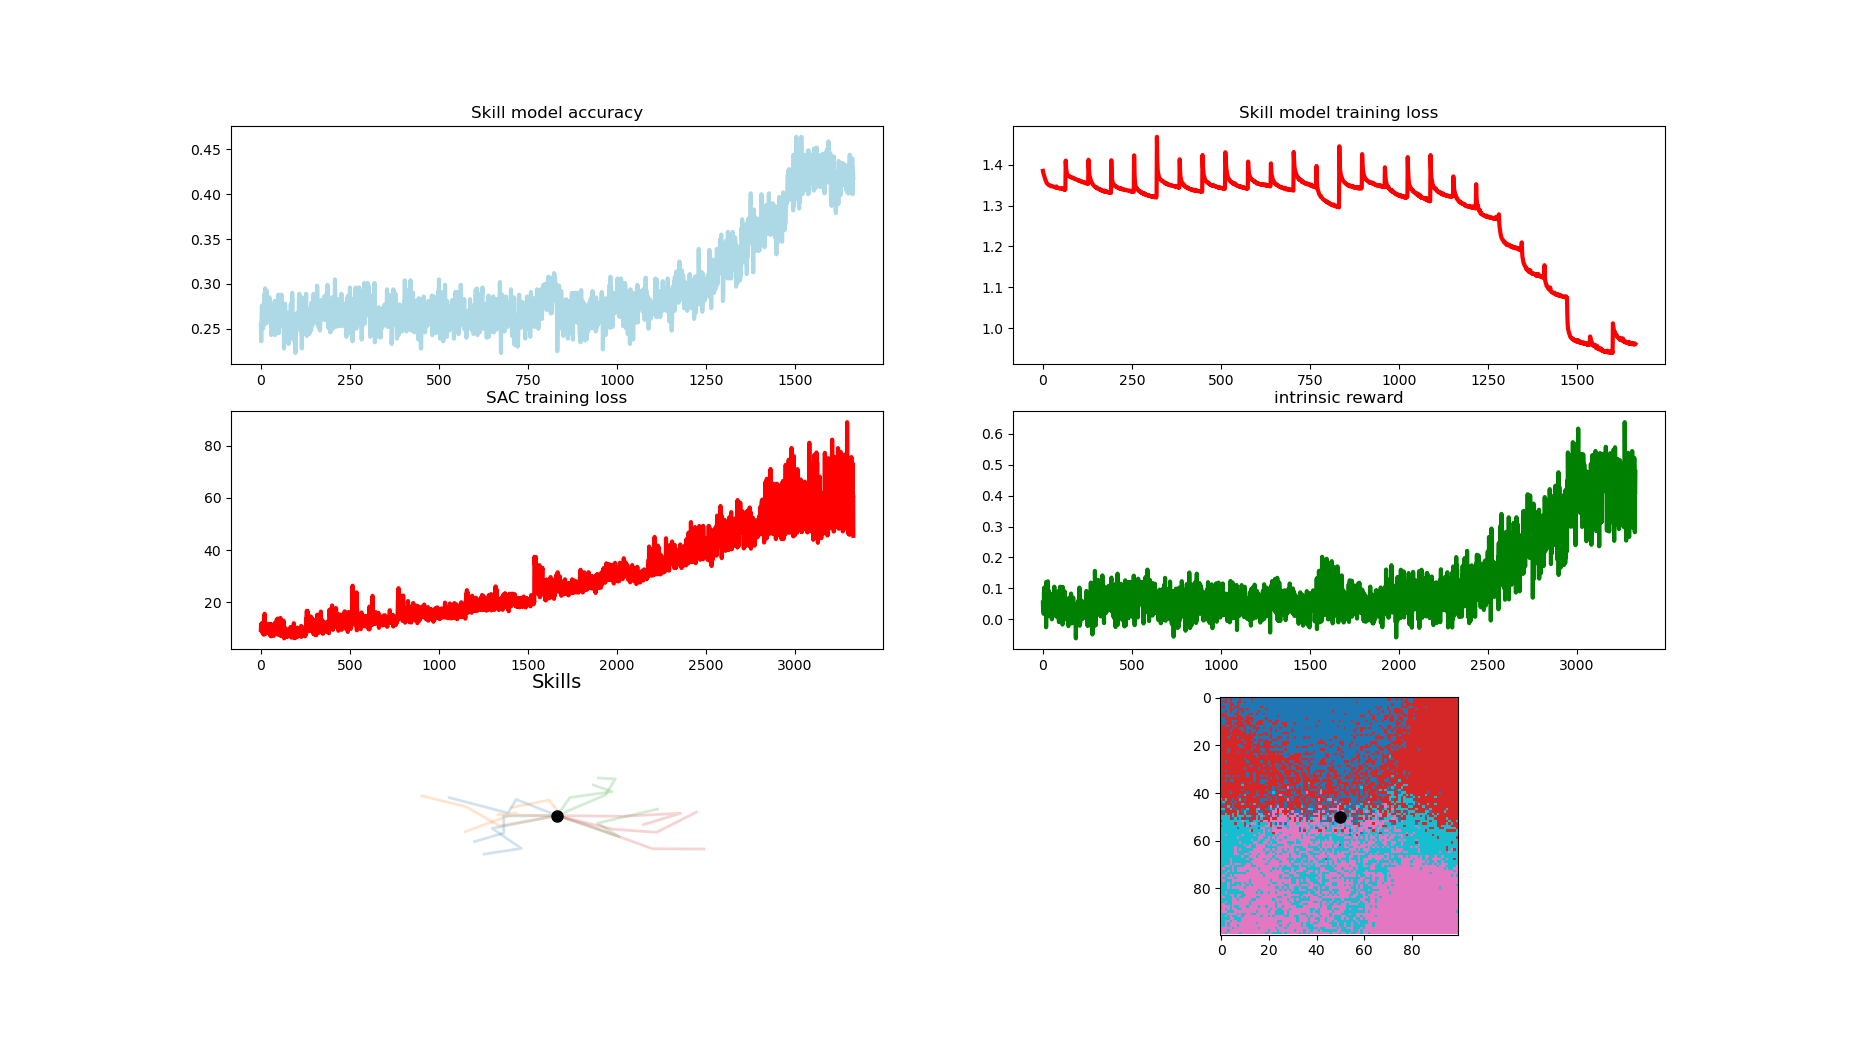 Skill model accuracy
0.45
0.40
0.35
0.30
0.25
0 250 500 750 1000 1250 1500
Skill model training loss
1.4
1.3
1.2
1.1
1.0
0 250 500 750 1000 1250 1500
SAC training loss
80
60
40
20
0 500 1000 1500 2000 2500 3000
intrinsic reward
0.6
0.5
0.4
0.3
0.2
0.1
0.0
0 500 1000 1500 2000 2500 3000
Skills
0
20
40
60
80
0 20 40 60 80